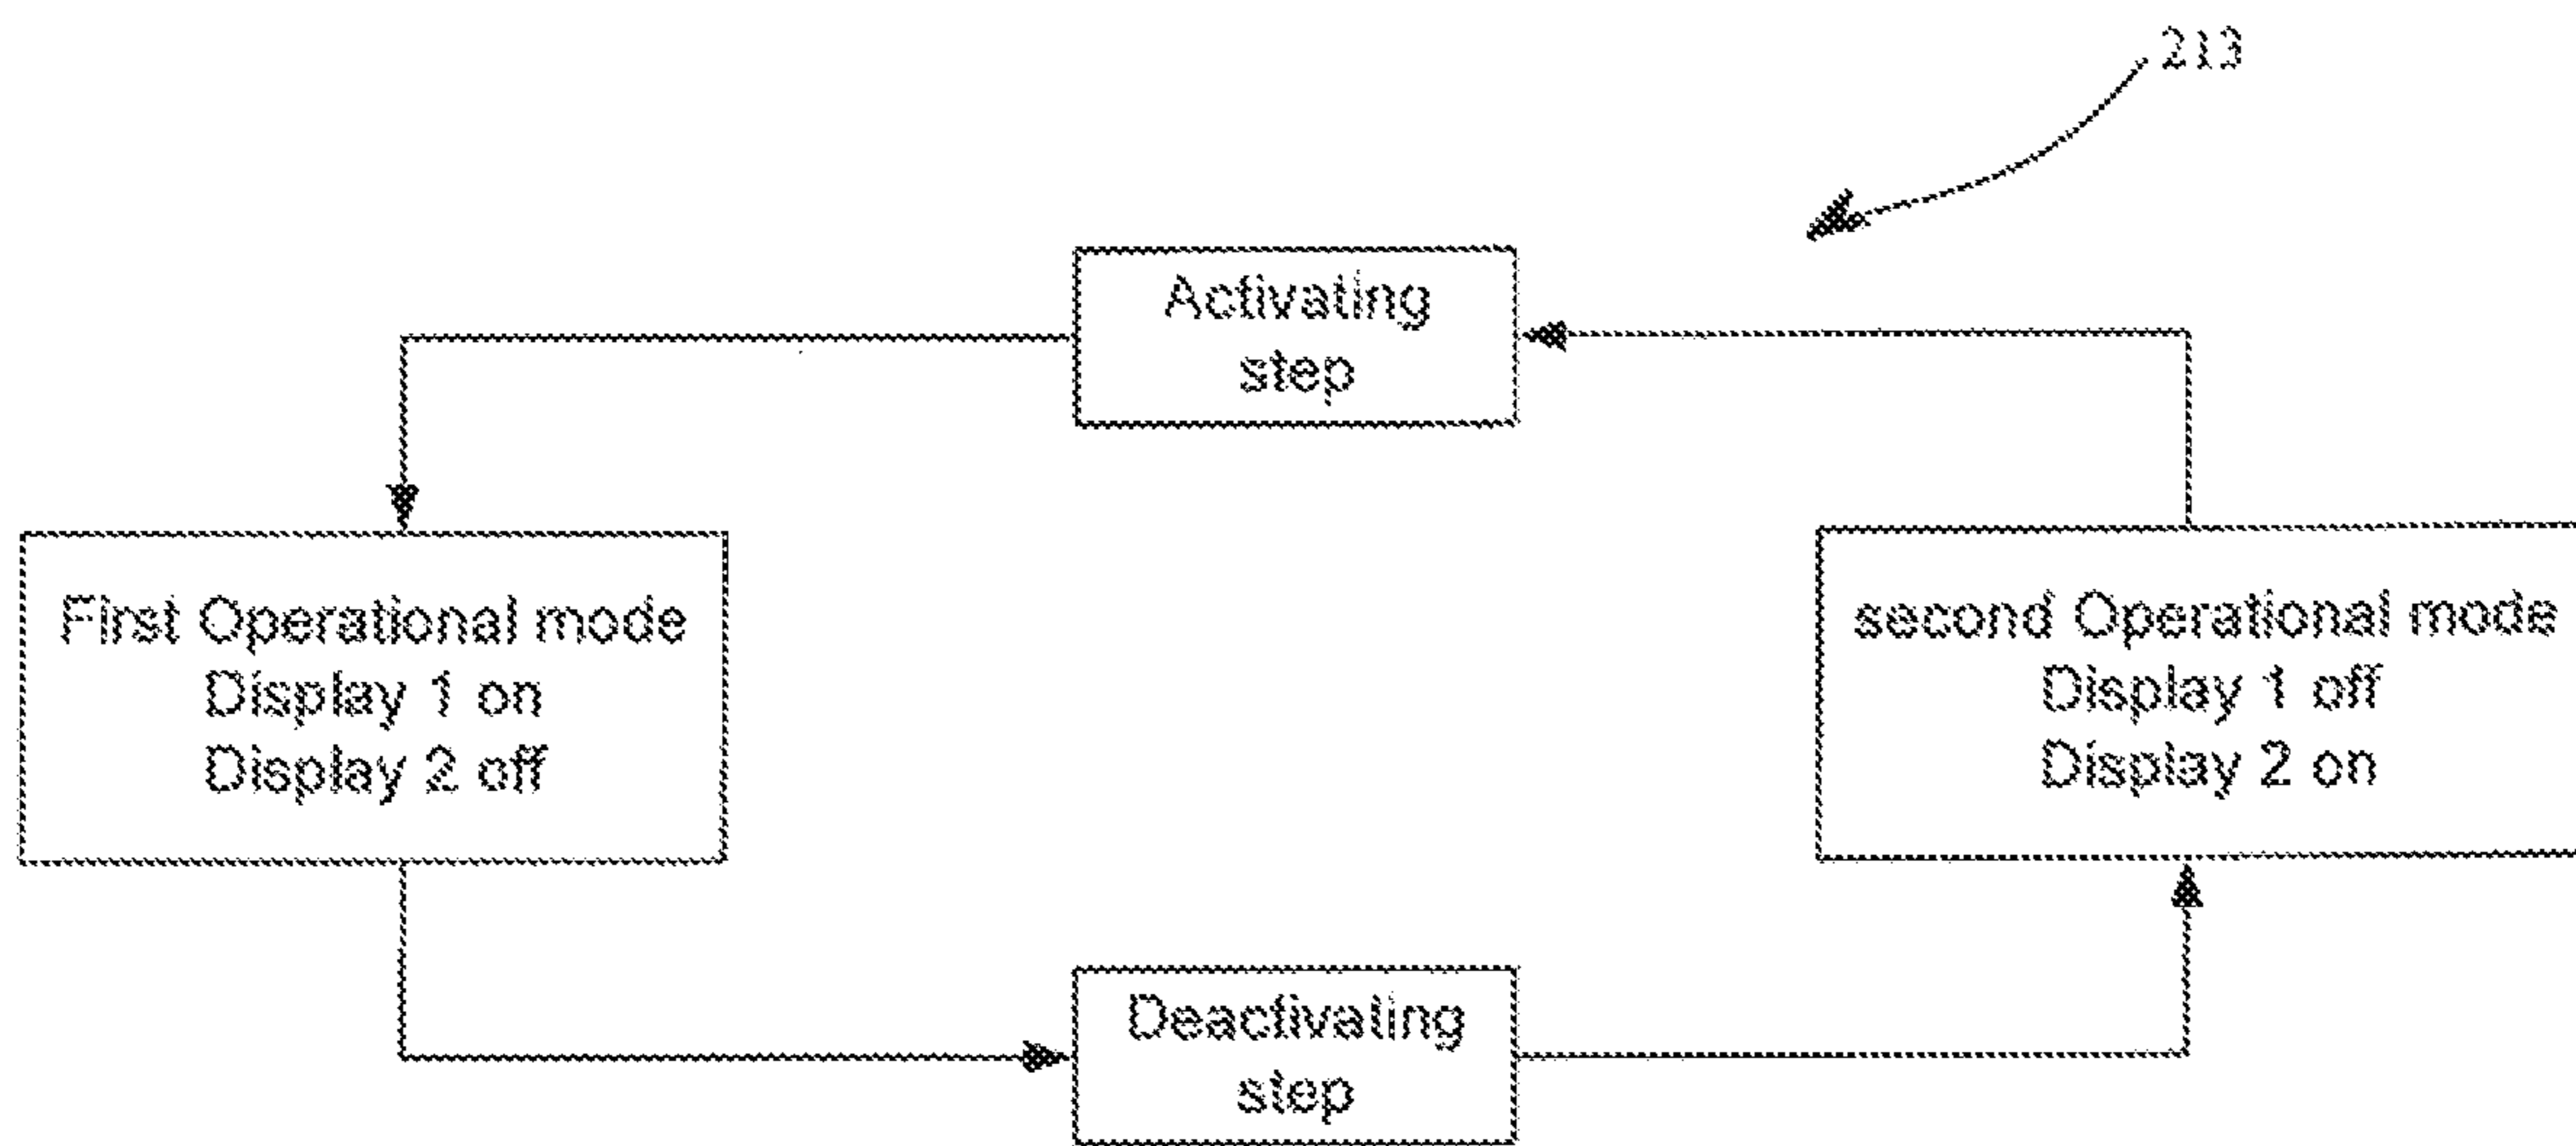 213
Activating
step
First Operational mode
Display 1 on
Display 2 off
second Operational mode
Display 1 off
Display 2 on
Deactivating
step